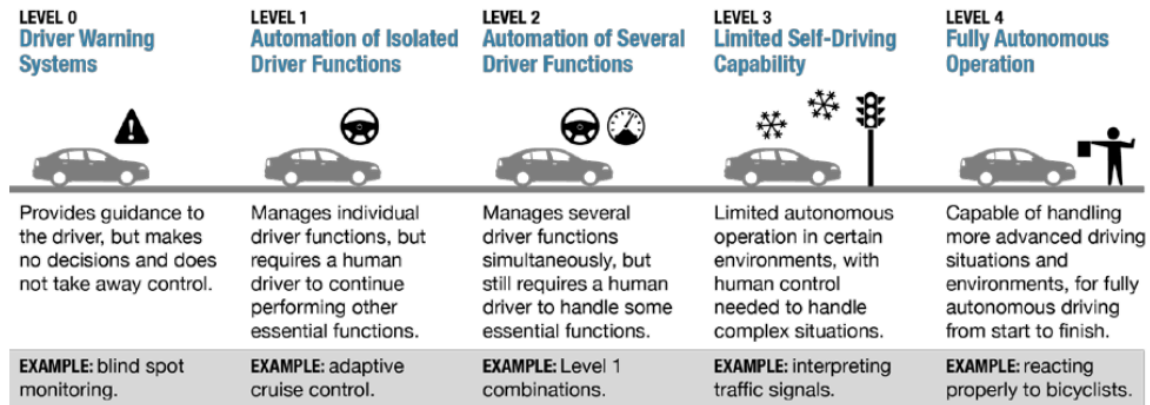 LEVEL 0
Driver Warning
Systems
Provides guidance to
the driver, but makes
no decisions and does
not take away control.
EXAMPLE: blind spot
monitoring.
LEVEL 1
Automation of Isolated
Driver Functions
Manages individual
driver functions, but
requires a human
driver to continue
performing other
essential functions.
EXAMPLE: adaptive
cruise control.
LEVEL 2
Automation of Several
Driver Functions
Manages several
driver functions
simultaneously, but
still requires a human
driver to handle some
essential functions.
EXAMPLE: Level 1
combinations.
LEVEL 3
Limited Self-Driving
Capability
Limited autonomous
operation in certain
environments, with
human control
needed to handle
complex situations.
EXAMPLE: interpreting
traffic signals.
LEVEL 4
Fully Autonomous
Operation
Capable of handling
more advanced driving
situations and
environments, for fully
autonomous driving
from start to finish.
EXAMPLE: reacting
properly to bicyclists.